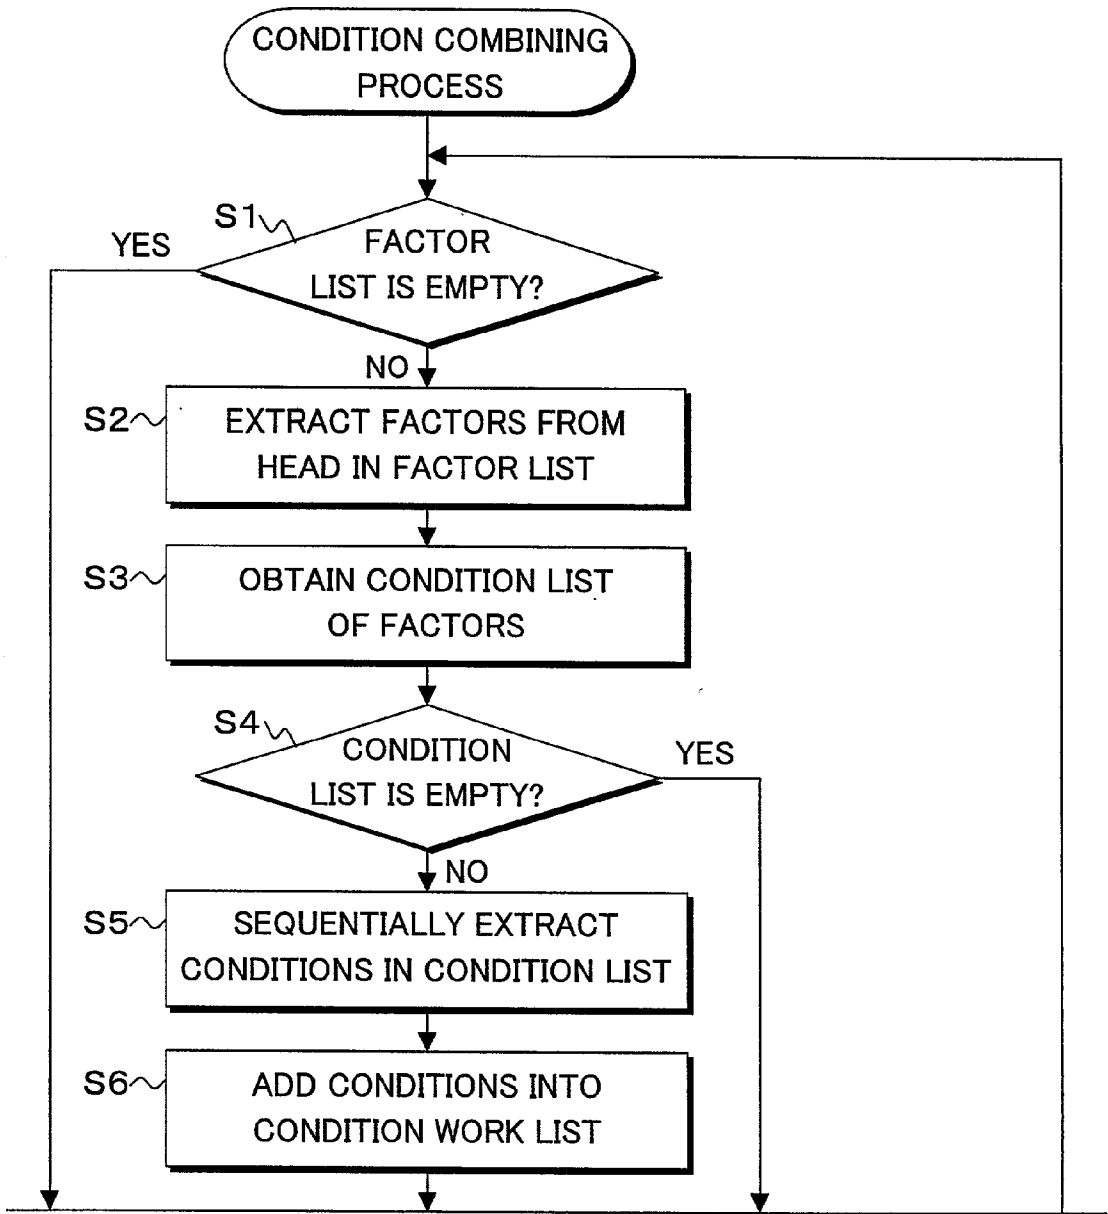 CONDITION COMBINING
PROCESS
S1
YES
FACTOR
LIST IS EMPTY?
NO
S2
EXTRACT FACTORS FROM
HEAD IN FACTOR LIST
S3
OBTAIN CONDITION LIST
OF FACTORS
S4
CONDITION
LIST IS EMPTY?
YES
NO
S5
SEQUENTIALLY EXTRACT
CONDITIONS IN CONDITION LIST
S6
ADD CONDITIONS INTO
CONDITION WORK LIST